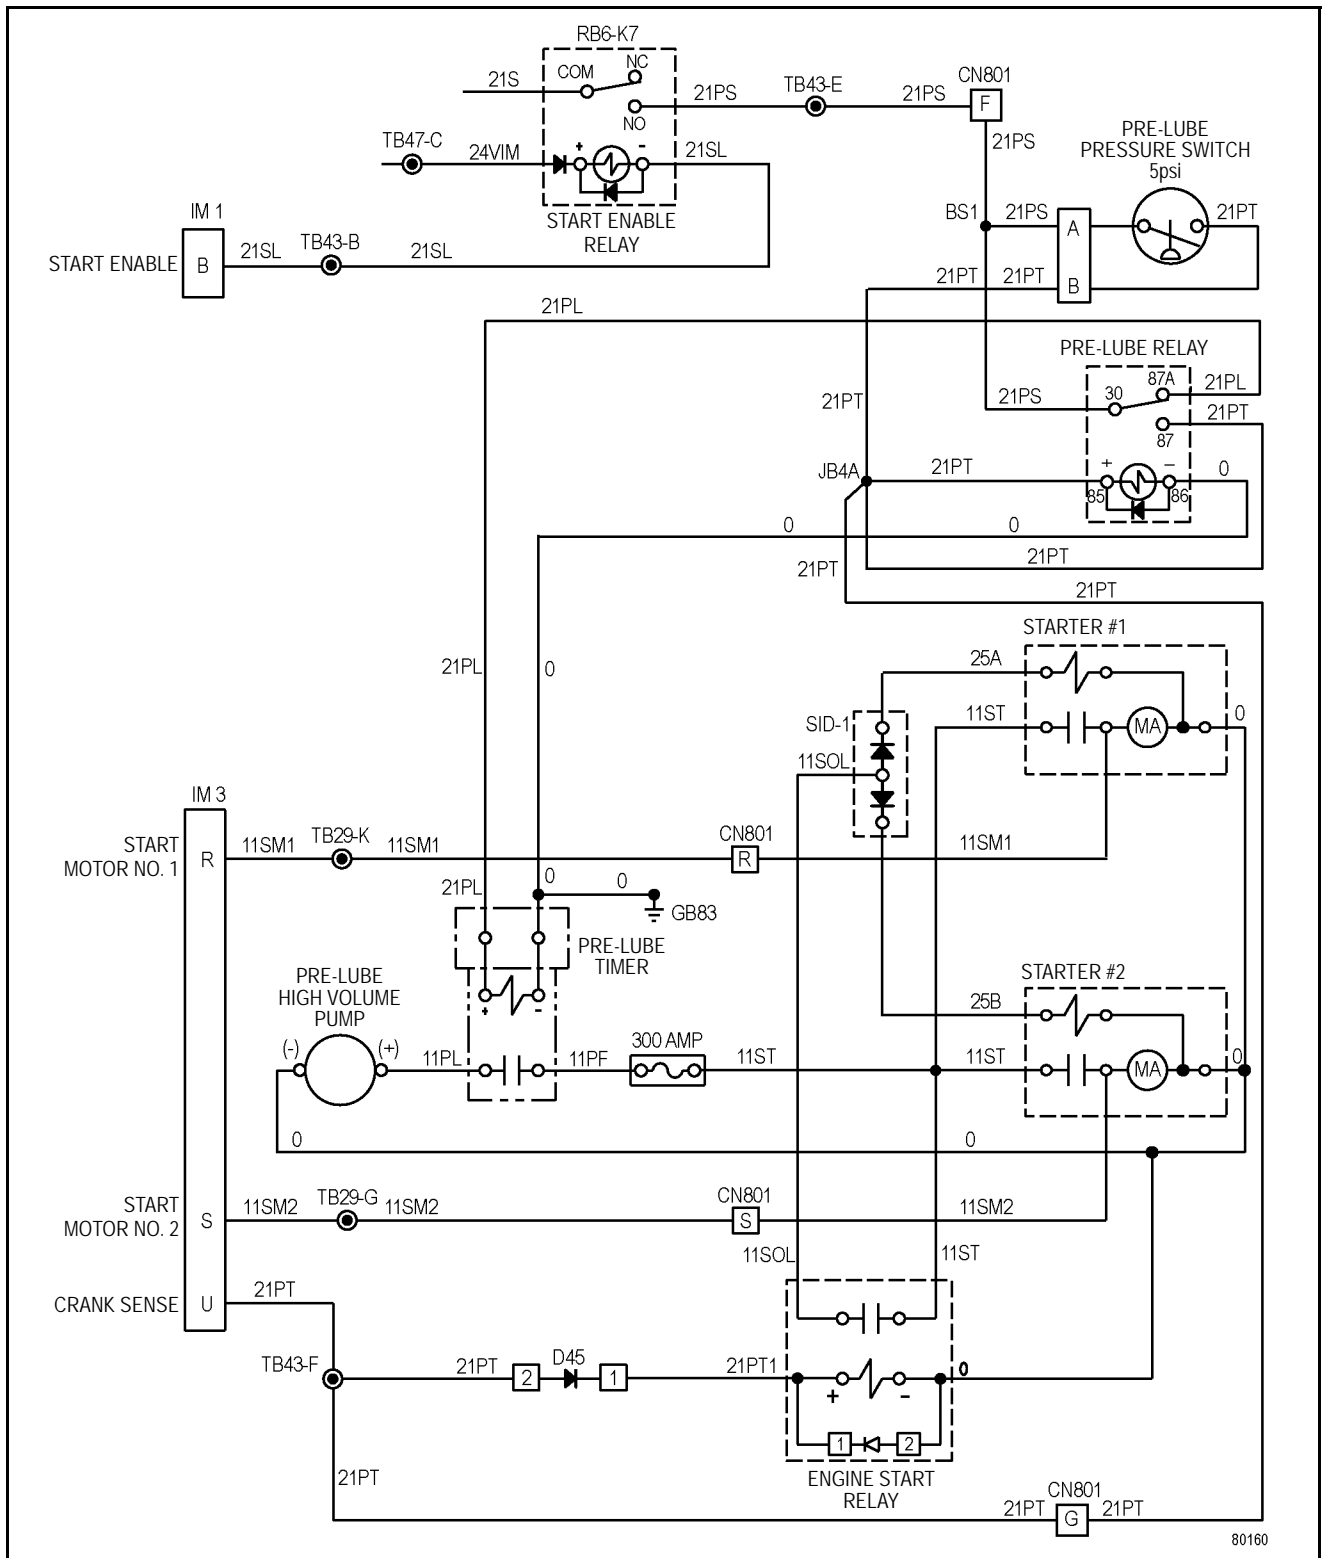 RB6-K7
NC
COM
21S
NO
21PS
TB43-E
21PS
CN801
F
21PS
TB47-C
24VIM
+
-
21SL
START ENABLE
RELAY
PRE-LUBE
PRESSURE SWITCH
5psi
IM 1
START ENABLE
B
21SL
TB43-B
21SL
BS1
21PS
A
21PT
21PT
21PT
B
21PL
PRE-LUBE RELAY
87A
30
21PL
21PS
21PT
87
21PT
JB4A
21PT
+
-
0
85
86
0
0
21PT
21PT
21PT
STARTER #1
21PL
0
25A
SID-1
11ST
MA
0
11SOL
IM 3
START
MOTOR NO. 1
R
11SM1
TB29-K
11SM1
CN801
R
11SM1
21PL
0
0
GB83
PRE-LUBE
TIMER
+
-
PRE-LUBE
HIGH VOLUME
PUMP
(-)
(+)
11PL
11PF
300 AMP
11ST
STARTER #2
25B
11ST
MA
0
0
0
START
MOTOR NO. 2
S
11SM2
TB29-G
11SM2
CN801
S
11SM2
11SOL
11ST
CRANK SENSE
U
21PT
TB43-F
21PT
2
D45
1
21PT1
+
-
0
1
2
ENGINE START
RELAY
21PT
21PT
CN801
G
21PT
80160